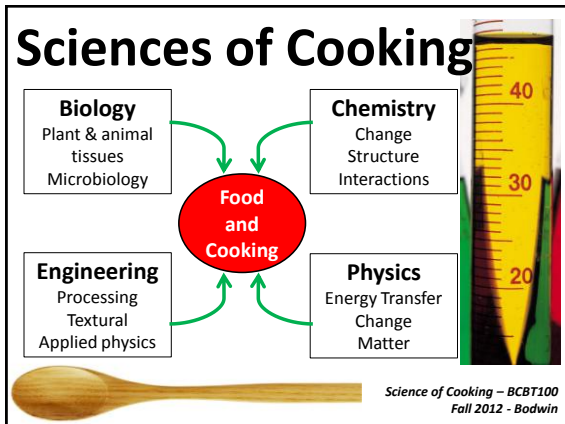 Sciences of Cooking
Biology
Plant & animal
tissues
Microbiology
Chemistry
Change
Structure
Interactions
Food
and
Cooking
Engineering
Processing
Textural
Applied physics
Physics
Energy Transfer
Change
Matter
40
30
20
Science of Cooking – BCBT100
Fall 2012 - Bodwin